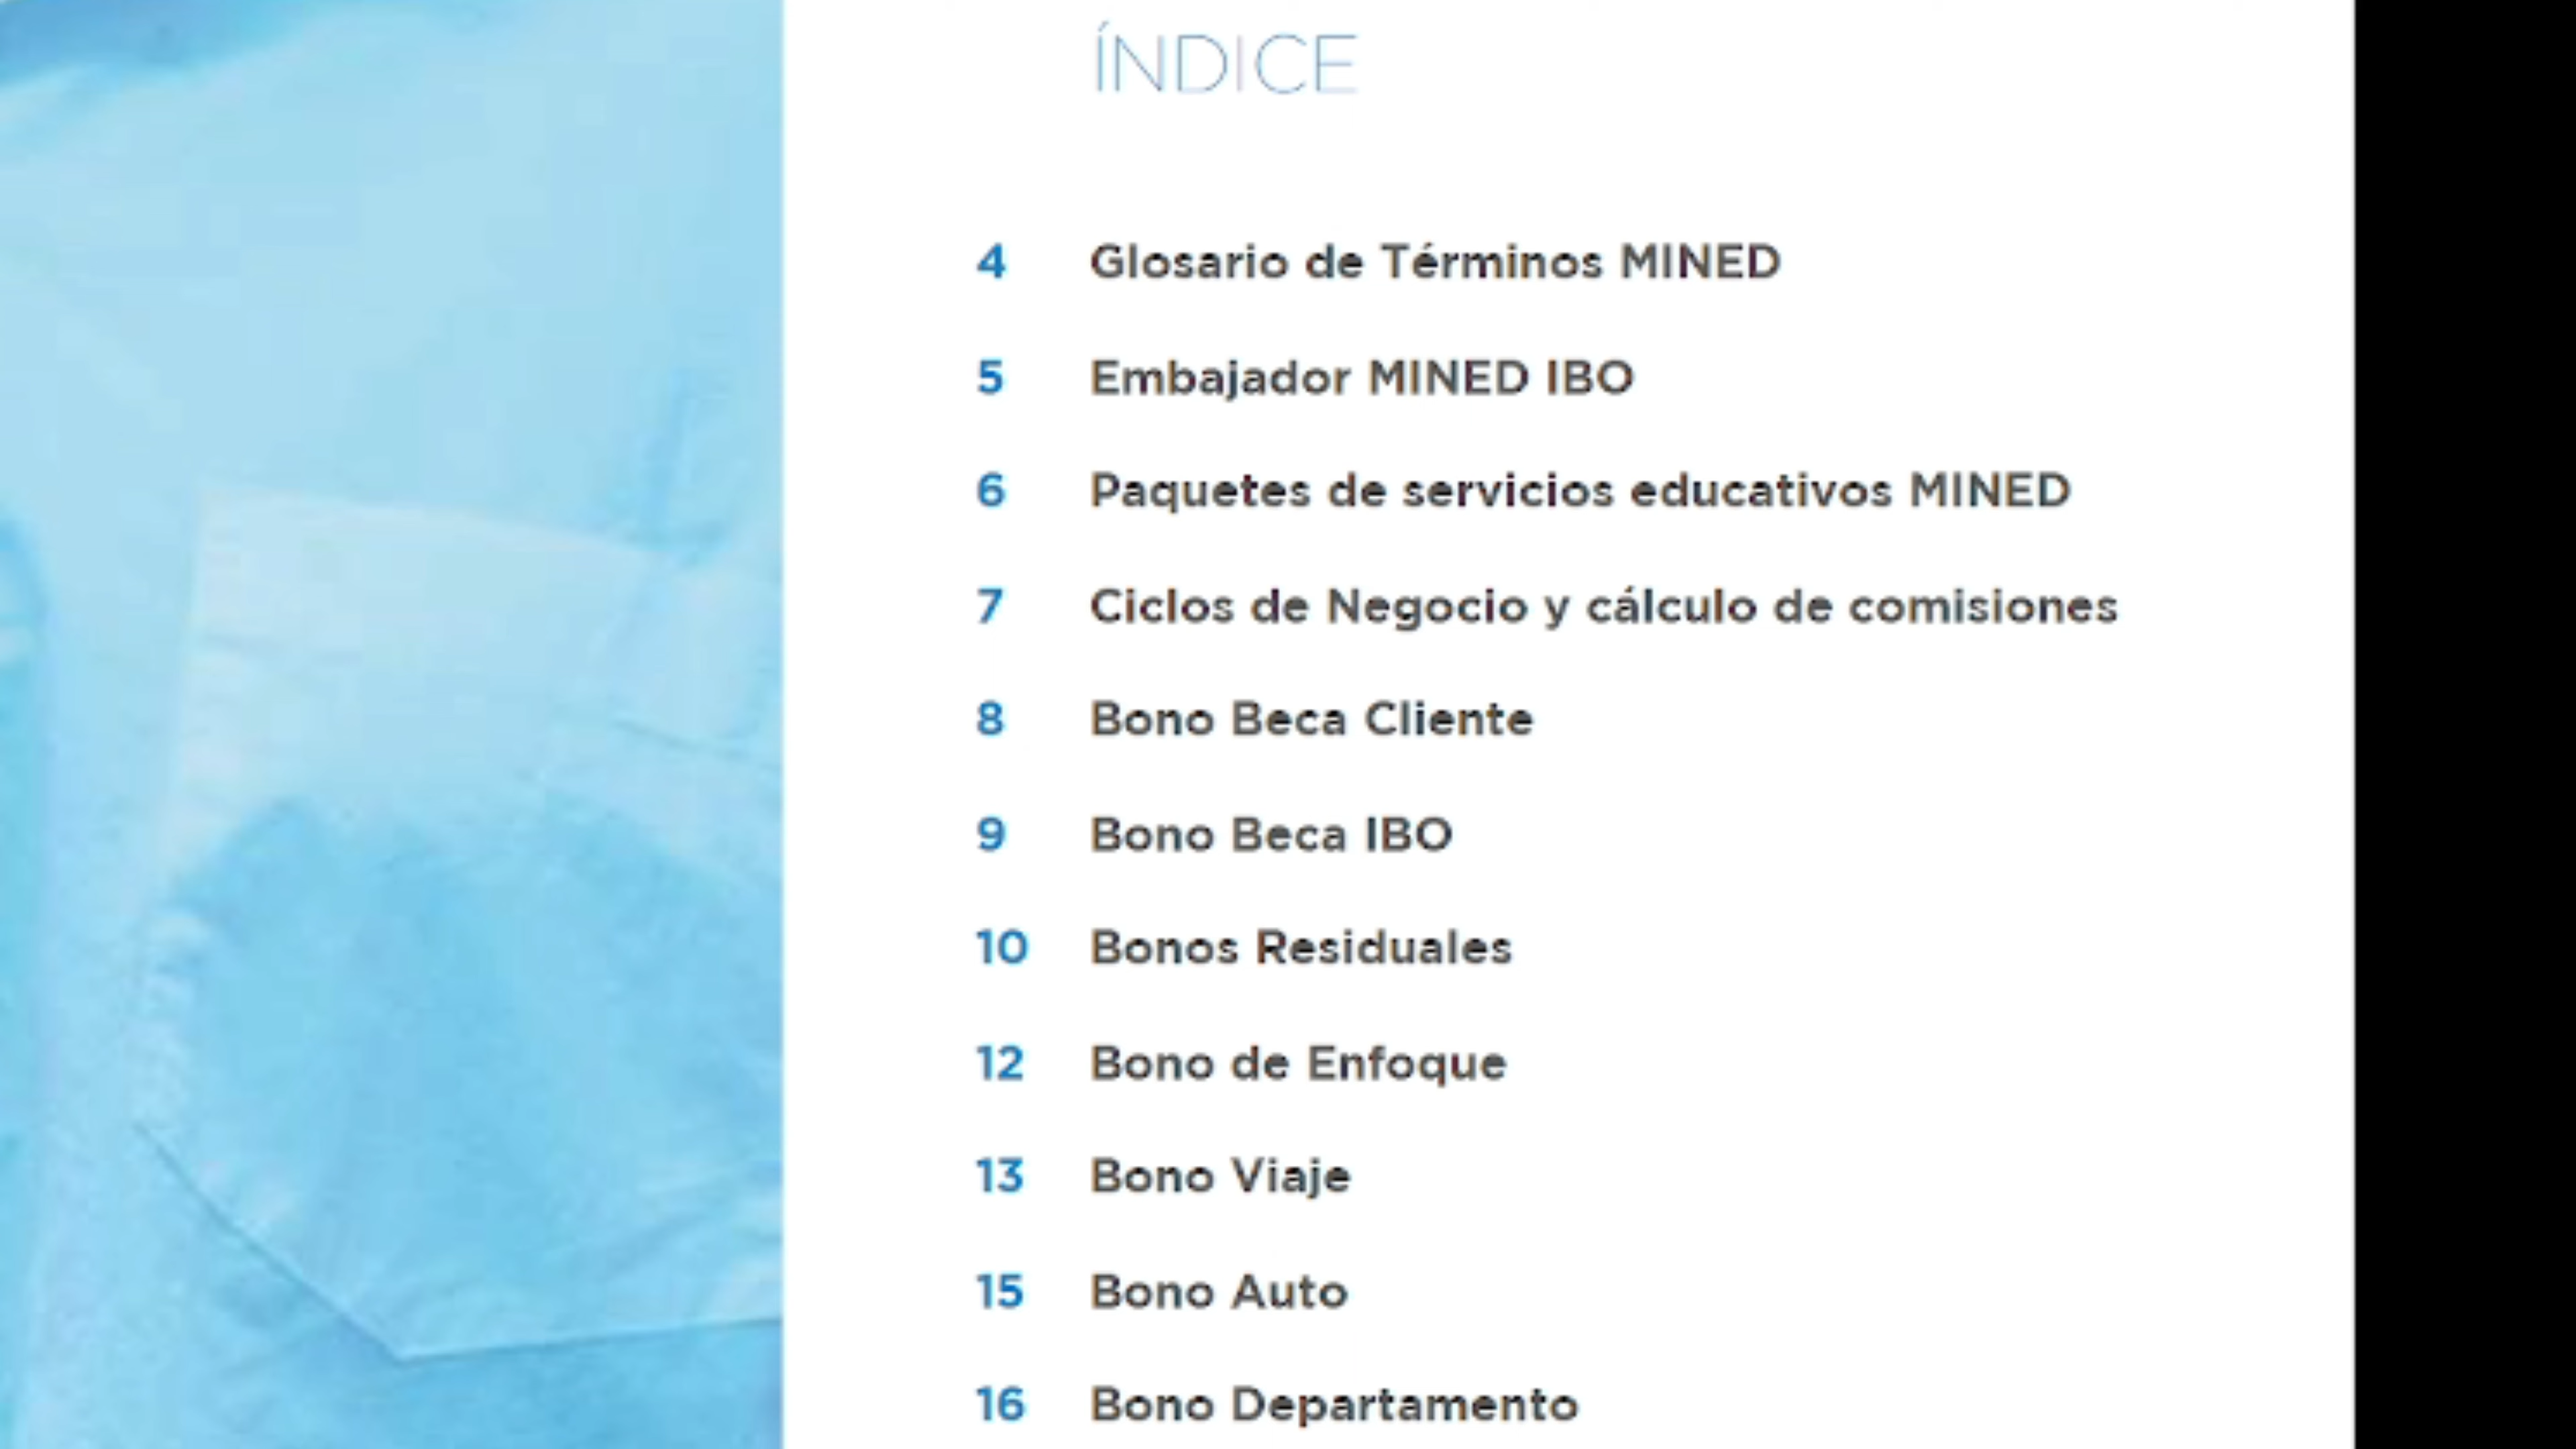 ÍNDICE
4 Glosario de Términos MINED
5 Embajador MINED IBO
6 Paquetes de servicios educativos MINED
7 Ciclos de Negocio y cálculo de comisiones
8 Bono Beca Cliente
9 Bono Beca IBO
10 Bonos Residuales
12 Bono de Enfoque
13 Bono Viaje
15 Bono Auto
16 Bono Departamento